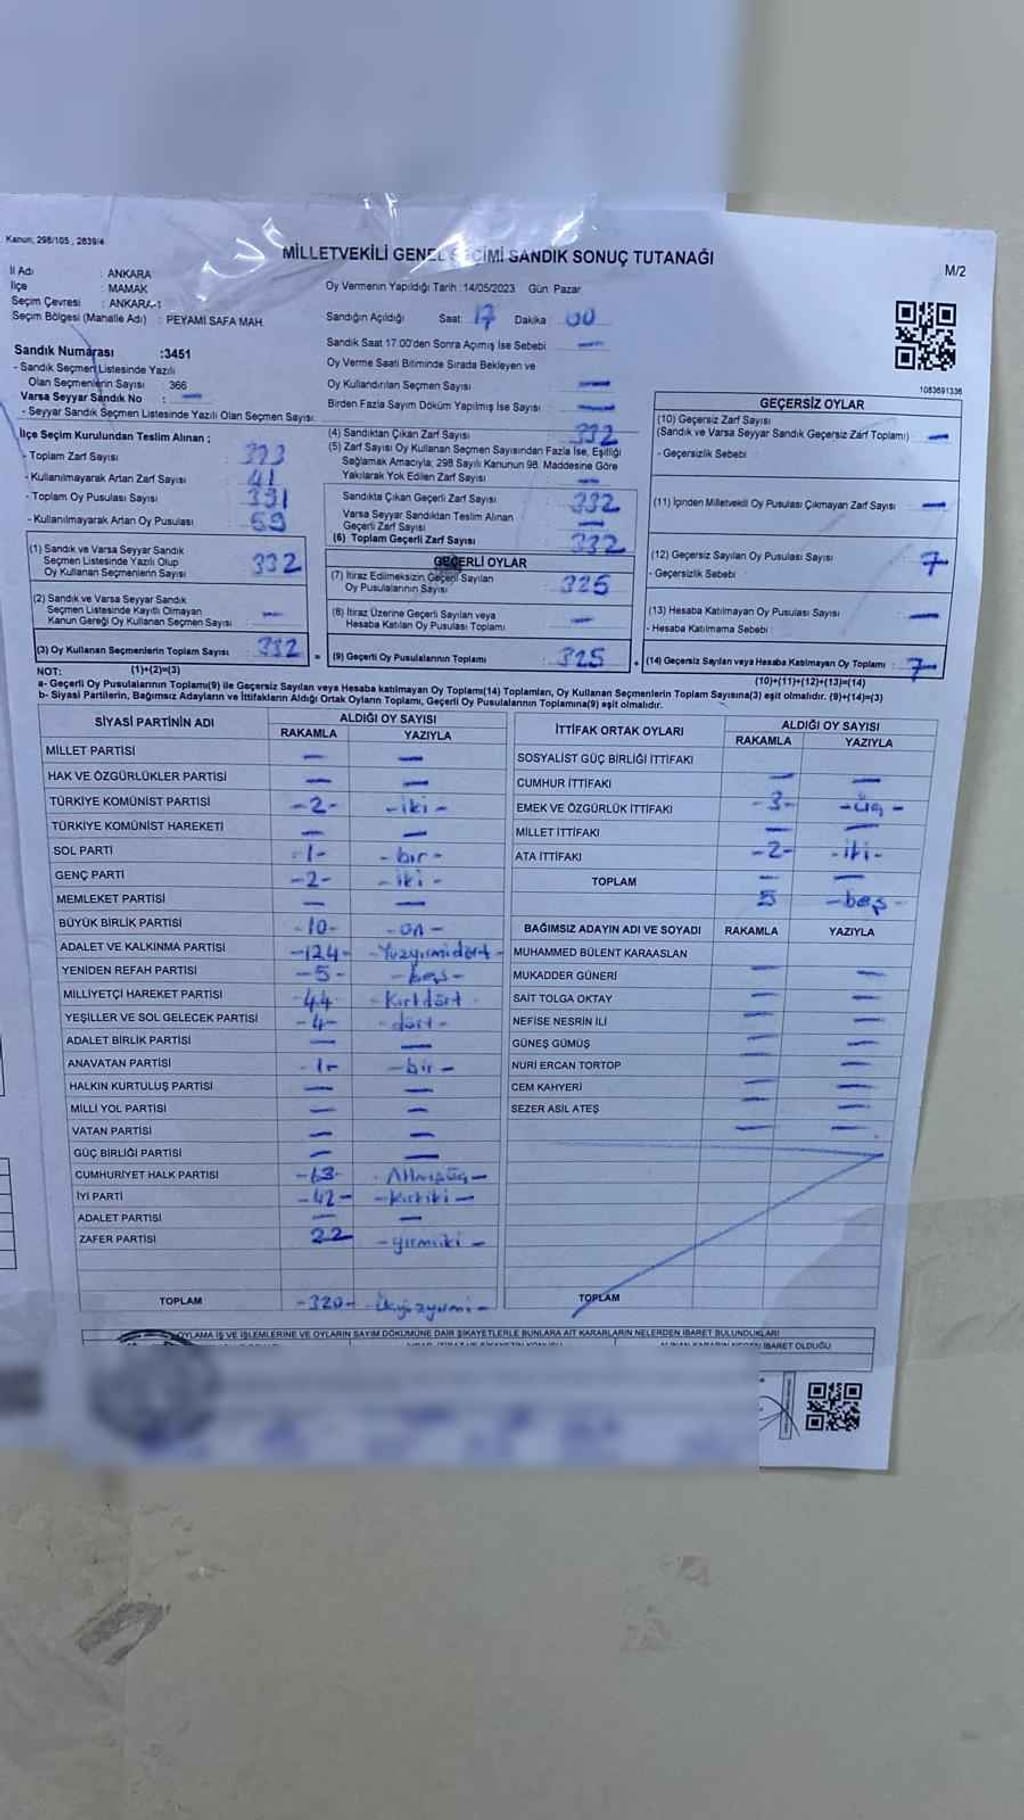 Kanun; 298/105 , 2839/4
MİLLETVEKİLİ GENEL SEÇİMİ SANDIK SONUÇ TUTANAĞI
M/2
İl Adı : ANKARA
İlçe : MAMAK
Seçim Çevresi : ANKARA-1
Seçim Bölgesi (Mahalle Adı) : PEYAMİ SAFA MAH.
Oy Vermenin Yapıldığı Tarih :14/05/2023 Gün: Pazar
Sandığın Açıldığı Saat: 17 Dakika 00
Sandık Saat 17.00'den Sonra Açımış İse Sebebi —
Oy Verme Saati Bitiminde Sırada Bekleyen ve
Oy Kullandırılan Seçmen Sayısı —
Birden Fazla Sayım Döküm Yapılmış İse Sayısı —
1083691336
Sandık Numarası :3451
- Sandık Seçmen Listesinde Yazılı
Olan Seçmenlerin Sayısı : 366
Varsa Seyyar Sandık No : —
- Seyyar Sandık Seçmen Listesinde Yazılı Olan Seçmen Sayısı:
İlçe Seçim Kurulundan Teslim Alınan ;
- Toplam Zarf Sayısı
- Kullanılmayarak Artan Zarf Sayısı 41
- Toplam Oy Pusulası Sayısı 391
- Kullanılmayarak Artan Oy Pusulası 59
(1) Sandık ve Varsa Seyyar Sandık
Seçmen Listesinde Yazılı Olup
Oy Kullanan Seçmenlerin Sayısı 332
(2) Sandık ve Varsa Seyyar Sandık
Seçmen Listesinde Kayıtlı Olmayan
Kanun Gereği Oy Kullanan Seçmen Sayısı —
(3) Oy Kullanan Seçmenlerin Toplam Sayısı 332
(4) Sandıktan Çıkan Zarf Sayısı 332
(5) Zarf Sayısı Oy Kullanan Seçmen Sayısından Fazla İse, Eşitliği
Sağlamak Amacıyla; 298 Sayılı Kanunun 98. Maddesine Göre
Yakılarak Yok Edilen Zarf Sayısı —
Sandıkta Çıkan Geçerli Zarf Sayısı 332
Varsa Seyyar Sandıktan Teslim Alınan
Geçerli Zarf Sayısı —
(6) Toplam Geçerli Zarf Sayısı 332
GEÇERLİ OYLAR
(7) İtiraz Edilmeksizin Geçerli Sayılan
Oy Pusulalarının Sayısı 325
(8) İtiraz Üzerine Geçerli Sayılan veya
Hesaba Katılan Oy Pusulası Toplamı —
= (9) Geçerli Oy Pusulalarının Toplamı 325
GEÇERSİZ OYLAR
(10) Geçersiz Zarf Sayısı
(Sandık ve Varsa Seyyar Sandık Geçersiz Zarf Toplamı) —
- Geçersizlik Sebebi :
(11) İçinden Milletvekili Oy Pusulası Çıkmayan Zarf Sayısı —
(12) Geçersiz Sayılan Oy Pusulası Sayısı 7
- Geçersizlik Sebebi :
(13) Hesaba Katılmayan Oy Pusulası Sayısı —
- Hesaba Katılmama Sebebi :
+ (14) Geçersiz Sayılan veya Hesaba Katılmayan Oy Toplamı 7
NOT: (1)+(2)=(3)
(10)+(11)+(12)+(13)=(14)
a- Geçerli Oy Pusulalarının Toplamı(9) ile Geçersiz Sayılan veya Hesaba katılmayan Oy Toplamı(14) Toplamları, Oy Kullanan Seçmenlerin Toplam Sayısına(3) eşit olmalıdır. (9)+(14)=(3)
b- Siyasi Partilerin, Bağımsız Adayların ve İttifakların Aldığı Ortak Oyların Toplamı, Geçerli Oy Pusulalarının Toplamına(9) eşit olmalıdır.
SİYASİ PARTİNİN ADI ALDIĞI OY SAYISI
RAKAMLA YAZIYLA
MİLLET PARTİSİ — —
HAK VE ÖZGÜRLÜKLER PARTİSİ — —
TÜRKİYE KOMÜNİST PARTİSİ -2- -iki-
TÜRKİYE KOMÜNİST HAREKETİ — —
SOL PARTİ -1- -bir-
GENÇ PARTİ -2- -iki-
MEMLEKET PARTİSİ — —
BÜYÜK BİRLİK PARTİSİ -10- -on-
ADALET VE KALKINMA PARTİSİ -124- -Yüzyirmidört-
YENİDEN REFAH PARTİSİ -5- -beş-
MİLLİYETÇİ HAREKET PARTİSİ -44- -Kırkdört-
YEŞİLLER VE SOL GELECEK PARTİSİ -4- -dört-
ADALET BİRLİK PARTİSİ — —
ANAVATAN PARTİSİ -1- -bir-
HALKIN KURTULUŞ PARTİSİ — —
MİLLİ YOL PARTİSİ — —
VATAN PARTİSİ — —
GÜÇ BİRLİĞİ PARTİSİ — —
CUMHURİYET HALK PARTİSİ -63- -Altmışüç-
İYİ PARTİ -42- -Kırkiki-
ADALET PARTİSİ — —
ZAFER PARTİSİ 22 -yirmiiki-
TOPLAM -320- -Üçyüzyirmi-
İTTİFAK ORTAK OYLARI ALDIĞI OY SAYISI
RAKAMLA YAZIYLA
SOSYALİST GÜÇ BİRLİĞİ İTTİFAKI — —
CUMHUR İTTİFAKI -3- -üç-
EMEK VE ÖZGÜRLÜK İTTİFAKI — —
MİLLET İTTİFAKI -2- -iki-
ATA İTTİFAKI — —
TOPLAM 5 -beş-
BAĞIMSIZ ADAYIN ADI VE SOYADI RAKAMLA YAZIYLA
MUHAMMED BÜLENT KARAASLAN — —
MUKADDER GÜNERİ — —
SAİT TOLGA OKTAY — —
NEFİSE NESRİN İLİ — —
GÜNEŞ GÜMÜŞ — —
NURİ ERCAN TORTOP — —
CEM KAHYERİ — —
SEZER ASİL ATEŞ — —
TOPLAM
OYLAMA İŞ VE İŞLEMLERİNE VE OYLARIN SAYIM DÖKÜMÜNE DAİR ŞİKAYETLERLE BUNLARA AİT KARARLARIN NELERDEN İBARET BULUNDUKLARI
İBARET OLDUĞU